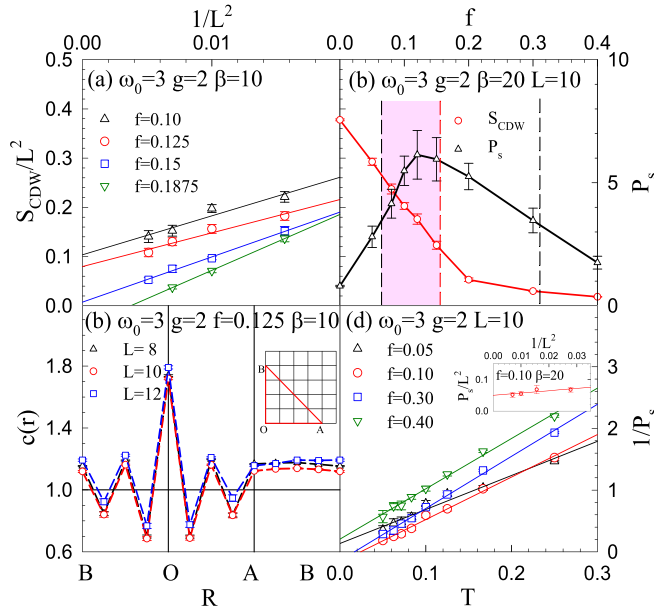 1/L²
f
0.00 0.01
0.0 0.1 0.2 0.3 0.4
(a) ω₀=3 g=2 β=10
f=0.10
f=0.125
f=0.15
f=0.1875
S_CDW/L²
0.5
0.4
0.3
0.2
0.1
0.0
(b) ω₀=3 g=2 β=20 L=10
S_CDW
P_s
10
5
0
P_s
(b) ω₀=3 g=2 f=0.125 β=10
L= 8
L=10
L=12
B
O A
c(r)
1.8
1.4
1.0
0.6
B O A B
R
(d) ω₀=3 g=2 L=10
f=0.05
f=0.10
f=0.30
f=0.40
1/L²
0.00 0.01 0.02 0.03
P_s/L²
0.1
0.0
f=0.10 β=20
3
2
1
0
1/P_s
0.0 0.1 0.2 0.3
T